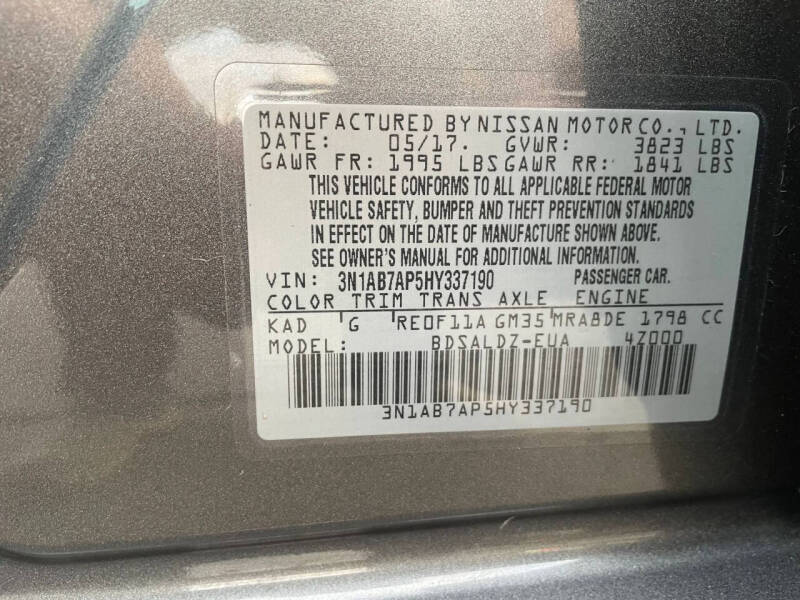 MANUFACTURED BY NISSAN MOTOR CO., LTD.
DATE: 05/17. GVWR: 3823 LBS
GAWR FR: 1995 LBS GAWR RR: 1841 LBS
THIS VEHICLE CONFORMS TO ALL APPLICABLE FEDERAL MOTOR
VEHICLE SAFETY, BUMPER AND THEFT PREVENTION STANDARDS
IN EFFECT ON THE DATE OF MANUFACTURE SHOWN ABOVE.
SEE OWNER'S MANUAL FOR ADDITIONAL INFORMATION.
VIN: 3N1AB7AP5HY337190 PASSENGER CAR.
COLOR TRIM TRANS AXLE ENGINE
KAD G RE0F11A GM35 MRA8DE 1798 CC
MODEL: BDSALDZ-EUA 4Z000
3N1AB7AP5HY337190